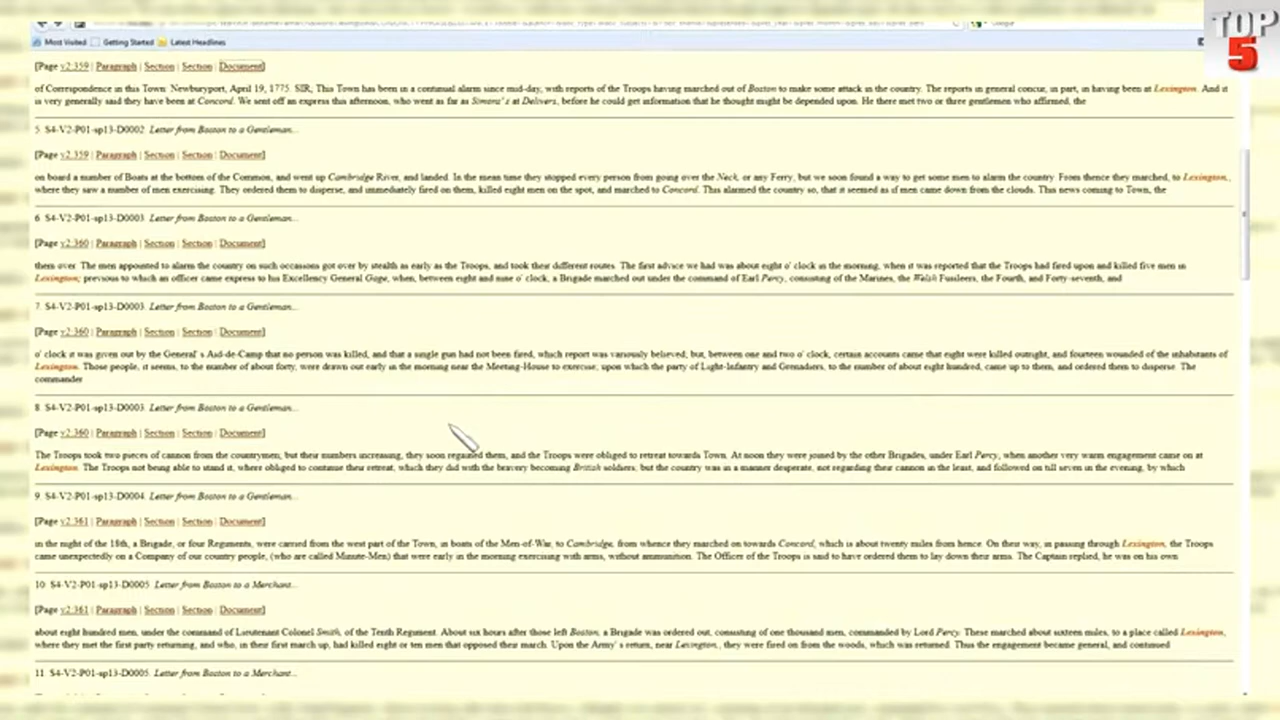 TOP
5
Most Visited Getting Started Latest Headlines
[Page v2:359 | Paragraph | Section | Section | Document]
of Correspondence in this Town: Newburyport, April 19, 1775. SIR, This Town has been in a continual alarm since mid-day, with reports of the Troops having marched out of Boston to make some attack in the country. The reports in general concur, in part, in having been at Lexington. And it
is very generally said they have been at Concord. We sent off an express this afternoon, who went as far as Simons's at Delivers, before he could get information that he thought might be depended upon. He there met two or three gentlemen who affirmed, the
5. S4-V2-P01-sp13-D0002 Letter from Boston to a Gentleman...
[Page v2:359 | Paragraph | Section | Section | Document]
on board a number of Boats at the bottom of the Common, and went up Cambridge River, and landed. In the mean time they stopped every person from going over the Neck, or any Ferry, but we soon found a way to get some men to alarm the country. From thence they marched, to Lexington,,
where they saw a number of men exercising. They ordered them to disperse, and immediately fired on them, killed eight men on the spot, and marched to Concord. This alarmed the country so, that it seemed as if men came down from the clouds. This news coming to Town, the
6. S4-V2-P01-sp13-D0003 Letter from Boston to a Gentleman...
[Page v2:360 | Paragraph | Section | Section | Document]
them over. The men appointed to alarm the country on such occasions got over by stealth as early as the Troops, and took their different routes. The first advice we had was about eight o' clock in the morning, when it was reported that the Troops had fired upon and killed five men in
Lexington; previous to which an officer came express to his Excellency General Gage, when, between eight and nine o' clock, a Brigade marched out under the command of Earl Percy, consisting of the Marines, the Welsh Fusileers, the Fourth, and Forty-seventh, and
7. S4-V2-P01-sp13-D0003 Letter from Boston to a Gentleman...
[Page v2:360 | Paragraph | Section | Section | Document]
o' clock it was given out by the General' s Aid-de-Camp that no person was killed, and that a single gun had not been fired, which report was variously believed; but, between one and two o' clock, certain accounts came that eight were killed outright, and fourteen wounded of the inhabitants of
Lexington. Those people, it seems, to the number of about forty, were drawn out early in the morning near the Meeting-House to exercise; upon which the party of Light-Infantry and Grenadiers, to the number of about eight hundred, came up to them, and ordered them to disperse. The
commander
8. S4-V2-P01-sp13-D0003 Letter from Boston to a Gentleman...
[Page v2:360 | Paragraph | Section | Section | Document]
The Troops took two pieces of cannon from the countrymen; but their numbers increasing, they soon regained them, and the Troops were obliged to retreat towards Town. At noon they were joined by the other Brigades, under Earl Percy, when another very warm engagement came on at
Lexington. The Troops not being able to stand it, where obliged to continue their retreat, which they did with the bravery becoming British soldiers; but the country was in a manner desperate, not regarding their cannon in the least, and followed on till seven in the evening, by which
9. S4-V2-P01-sp13-D0004 Letter from Boston to a Gentleman...
[Page v2:361 | Paragraph | Section | Section | Document]
in the night of the 18th, a Brigade, or four Regiments, were carried from the west part of the Town, in boats of the Men-of-War, to Cambridge, from whence they marched on towards Concord, which is about twenty miles from hence. On their way, in passing through Lexington, the Troops
came unexpectedly on a Company of our country people, (who are called Minute-Men) that were early in the morning exercising with arms, without ammunition. The Officer of the Troops is said to have ordered them to lay down their arms. The Captain replied, he was on his own
10. S4-V2-P01-sp13-D0005 Letter from Boston to a Merchant...
[Page v2:361 | Paragraph | Section | Section | Document]
about eight hundred men, under the command of Lieutenant Colonel Smith, of the Tenth Regiment. About six hours after those left Boston, a Brigade was ordered out, consisting of one thousand men, commanded by Lord Percy. These marched about sixteen miles, to a place called Lexington,
where they met the first party returning, and who, in their first march up, had killed eight or ten men that opposed their march. Upon the Army' s return, near Lexington,, they were fired on from the woods, which was returned. Thus the engagement became general, and continued
11. S4-V2-P01-sp13-D0005 Letter from Boston to a Merchant...